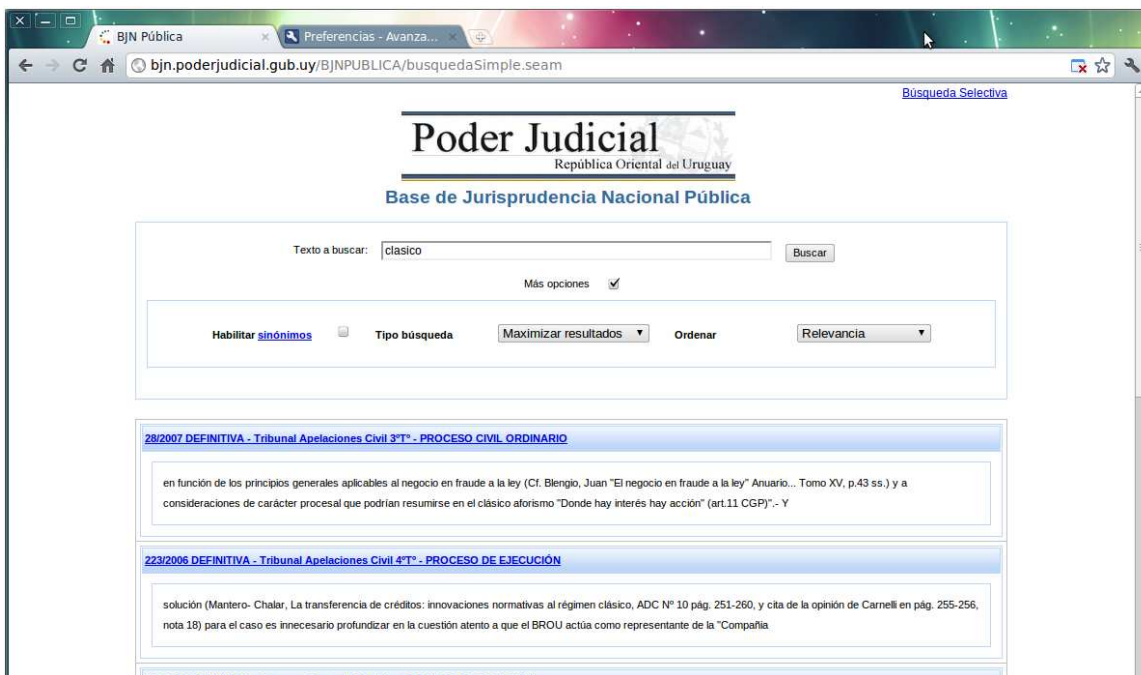 BJN Pública
Preferencias - Avanza...
bjn.poderjudicial.gub.uy/BJNPUBLICA/busquedaSimple.seam
Búsqueda Selectiva
Poder Judicial
República Oriental del Uruguay
Base de Jurisprudencia Nacional Pública
Texto a buscar: clasico Buscar
Más opciones
Habilitar sinónimos Tipo búsqueda Maximizar resultados Ordenar Relevancia
28/2007 DEFINITIVA - Tribunal Apelaciones Civil 3ºTº - PROCESO CIVIL ORDINARIO
en función de los principios generales aplicables al negocio en fraude a la ley (Cf. Blengio, Juan "El negocio en fraude a la ley" Anuario... Tomo XV, p.43 ss.) y a
consideraciones de carácter procesal que podrían resumirse en el clásico aforismo "Donde hay interés hay acción" (art.11 CGP)".- Y
223/2006 DEFINITIVA - Tribunal Apelaciones Civil 4ºTº - PROCESO DE EJECUCIÓN
solución (Mantero- Chalar, La transferencia de créditos: innovaciones normativas al régimen clásico, ADC Nº 10 pág. 251-260, y cita de la opinión de Carnelli en pág. 255-256,
nota 18) para el caso es innecesario profundizar en la cuestión atento a que el BROU actúa como representante de la "Compañia